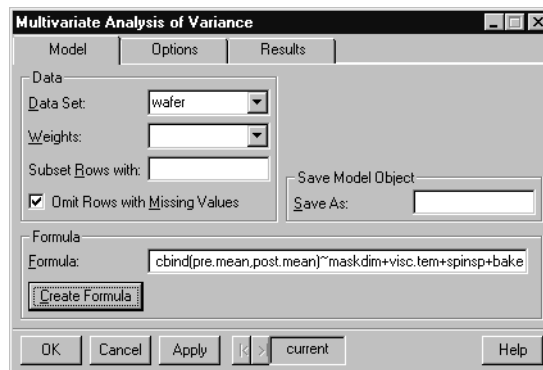 Multivariate Analysis of Variance
Model Options Results
Data
Data Set: wafer
Weights:
Subset Rows with:
Omit Rows with Missing Values
Save Model Object
Save As:
Formula
Formula: cbind(pre.mean,post.mean)~maskdim+visc.tem+spinsp+bake
Create Formula
OK Cancel Apply |< >| current Help